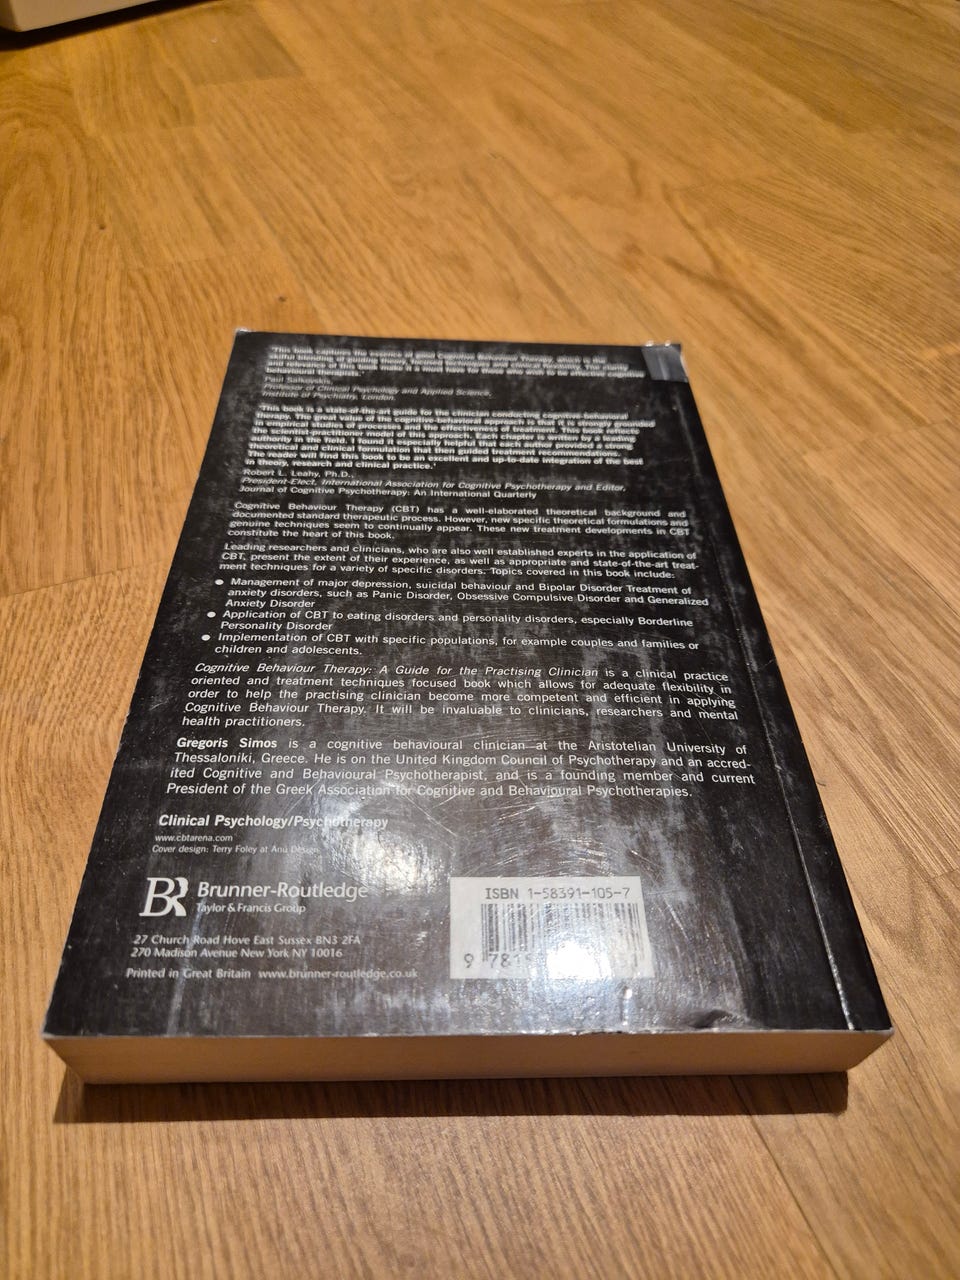 'This book captures the essence of good Cognitive Behaviour Therapy, which is the
skilful blending of guiding theory, focused techniques and clinical flexibility. The clarity
and relevance of this book make it a must have for those who wish to be effective cognitive
behavioural therapists.'
Paul Salkovskis,
Professor of Clinical Psychology and Applied Science,
Institute of Psychiatry, London.
'This book is a state-of-the-art guide for the clinician conducting cognitive-behavioral
therapy. The great value of the cognitive-behavioral approach is that it is strongly grounded
in empirical studies of processes and the effectiveness of treatment. This book reflects
the scientist-practitioner model of this approach. Each chapter is written by a leading
authority in the field. I found it especially helpful that each author provided a strong
theoretical and clinical formulation that then guided treatment recommendations.
The reader will find this book to be an excellent and up-to-date integration of the best
in theory, research and clinical practice.'
Robert L. Leahy, Ph.D.,
President-Elect, International Association for Cognitive Psychotherapy and Editor,
Journal of Cognitive Psychotherapy: An International Quarterly
Cognitive Behaviour Therapy (CBT) has a well-elaborated theoretical background and
documented standard therapeutic process. However, new specific theoretical formulations and
genuine techniques seem to continually appear. These new treatment developments in CBT
constitute the heart of this book.
Leading researchers and clinicians, who are also well established experts in the application of
CBT, present the extent of their experience, as well as appropriate and state-of-the-art treat-
ment techniques for a variety of specific disorders. Topics covered in this book include:
● Management of major depression, suicidal behaviour and Bipolar Disorder Treatment of
anxiety disorders, such as Panic Disorder, Obsessive Compulsive Disorder and Generalized
Anxiety Disorder
● Application of CBT to eating disorders and personality disorders, especially Borderline
Personality Disorder
● Implementation of CBT with specific populations, for example couples and families or
children and adolescents.
Cognitive Behaviour Therapy: A Guide for the Practising Clinician is a clinical practice
oriented and treatment techniques focused book which allows for adequate flexibility in
order to help the practising clinician become more competent and efficient in applying
Cognitive Behaviour Therapy. It will be invaluable to clinicians, researchers and mental
health practitioners.
Gregoris Simos is a cognitive behavioural clinician at the Aristotelian University of
Thessaloniki, Greece. He is on the United Kingdom Council of Psychotherapy and an accred-
ited Cognitive and Behavioural Psychotherapist, and is a founding member and current
President of the Greek Association for Cognitive and Behavioural Psychotherapies.
Clinical Psychology/Psychotherapy
www.cbtarena.com
Cover design: Terry Foley at Anú Design
BR Brunner-Routledge
Taylor & Francis Group
27 Church Road Hove East Sussex BN3 2FA
270 Madison Avenue New York NY 10016
Printed in Great Britain www.brunner-routledge.co.uk
ISBN 1-58391-105-7